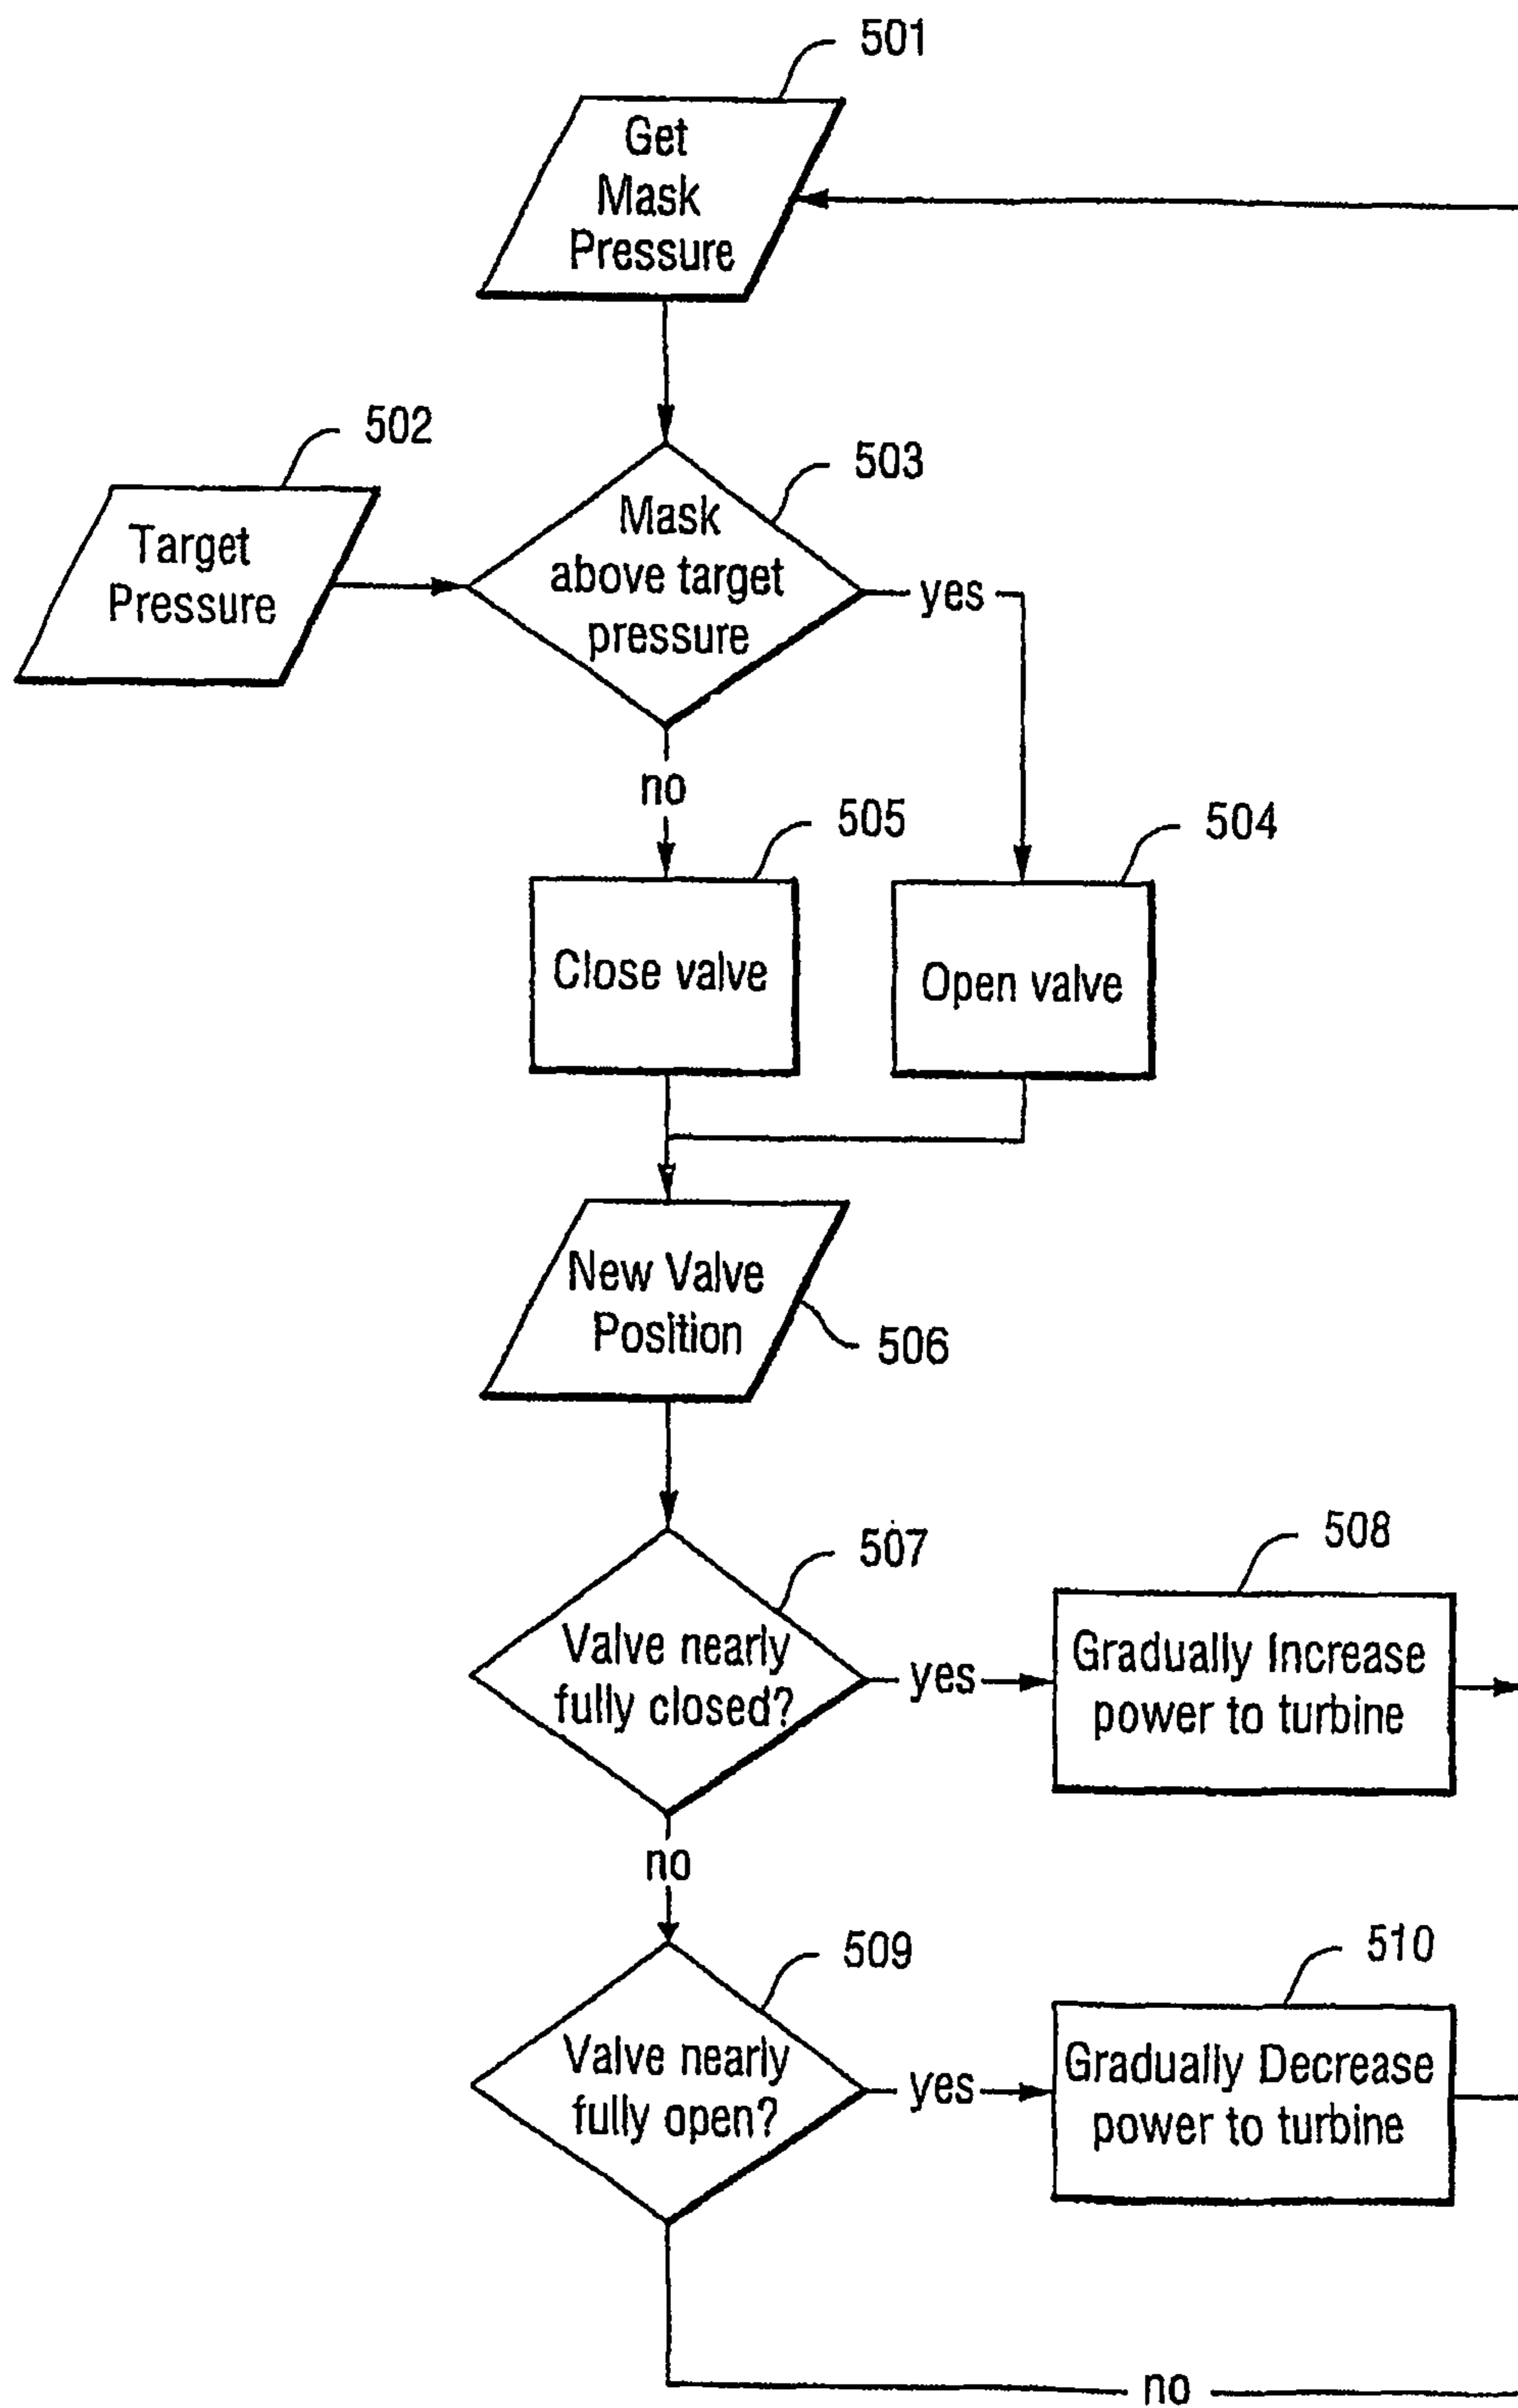 501
Get
Mask
Pressure
502
Target
Pressure
503
Mask
above target
pressure
yes
no
505
Close valve
504
Open valve
New Valve
Position
506
507
Valve nearly
fully closed?
yes
508
Gradually Increase
power to turbine
no
509
Valve nearly
fully open?
yes
510
Gradually Decrease
power to turbine
no